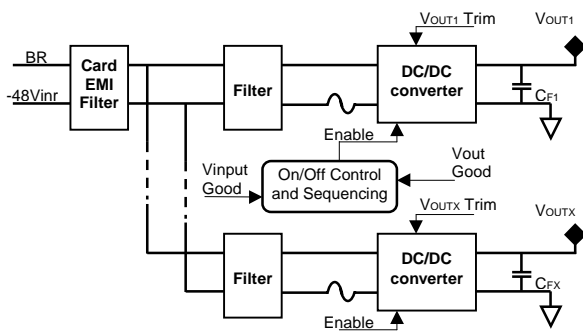 VOUT1 Trim
VOUT1
BR
-48Vinr
Card
EMI
Filter
Filter
DC/DC
converter
CF1
Enable
Vinput
Good
On/Off Control
and Sequencing
Vout
Good
VOUTX Trim
VOUTX
Filter
DC/DC
converter
CFX
Enable